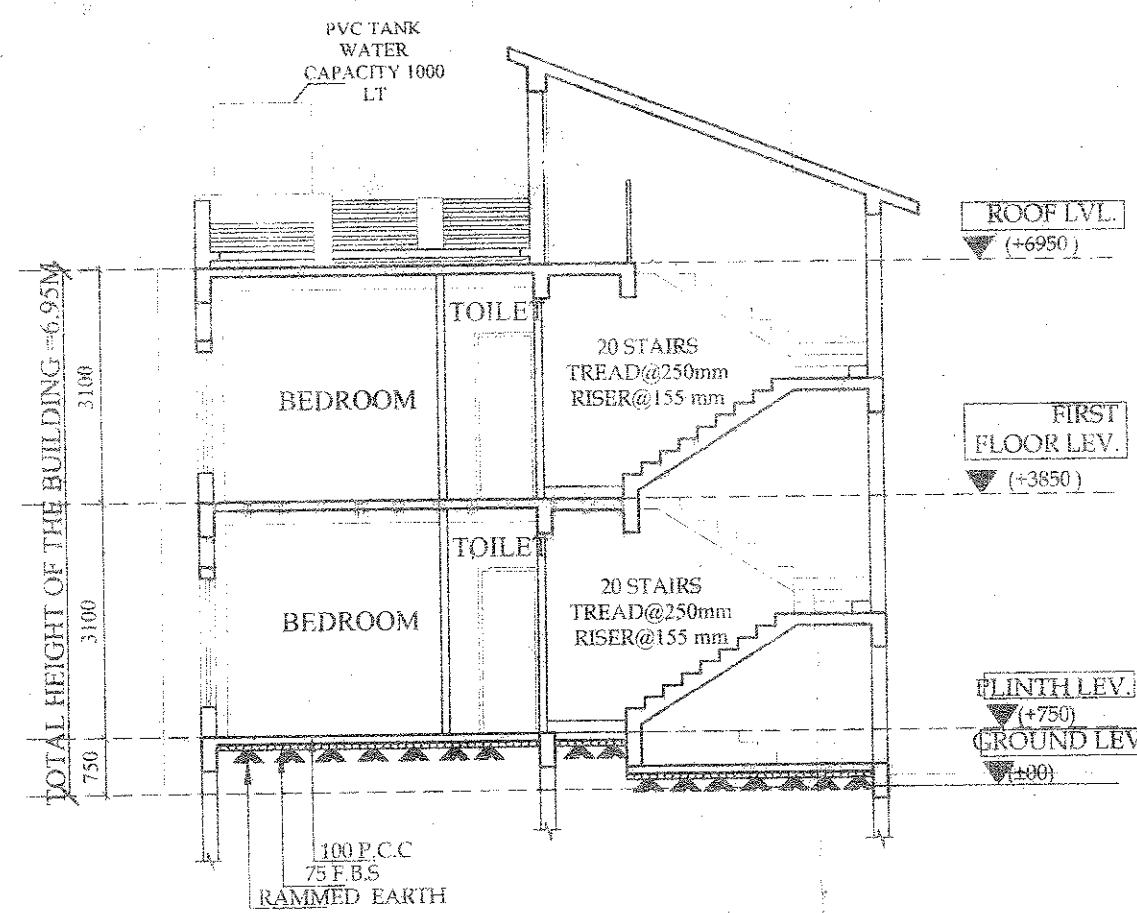 PVC TANK
WATER
CAPACITY 1000
LT
ROOF LVL.
(+6950)
TOILET
20 STAIRS
TREAD@250mm
RISER@155 mm
BEDROOM
FIRST
FLOOR LEV.
(+3850)
TOILET
20 STAIRS
TREAD@250mm
RISER@155 mm
BEDROOM
PLINTH LEV.
(+750)
GROUND LEV
(±00)
TOTAL HEIGHT OF THE BUILDING =6.95M
3100
3100
750
100 P.C.C
75 F.B.S
RAMMED EARTH